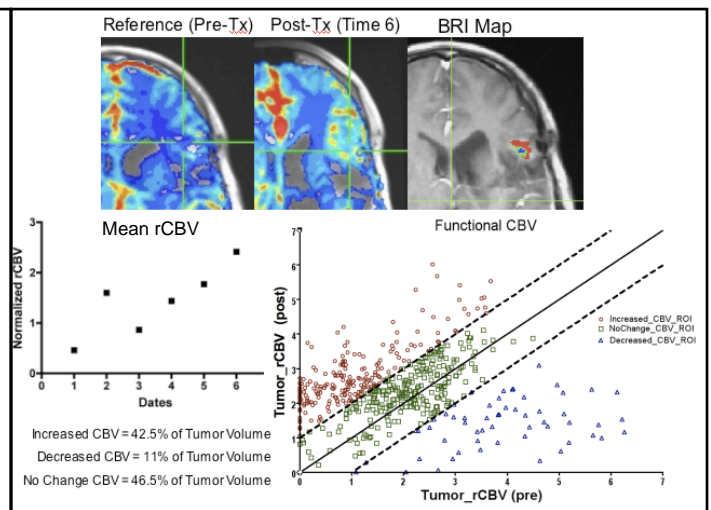 Reference (Pre-Tx) Post-Tx (Time 6) BRI Map
Mean rCBV
Normalized rCBV
3
2
1
0
0 1 2 3 4 5 6
Dates
Increased CBV = 42.5% of Tumor Volume
Decreased CBV = 11% of Tumor Volume
No Change CBV = 46.5% of Tumor Volume
Functional CBV
Tumor_rCBV (post)
7
6
5
4
3
2
1
0
0 1 2 3 4 5 6 7
Tumor_rCBV (pre)
Increased_CBV_ROI
NoChange_CBV_ROI
Decreased_CBV_ROI